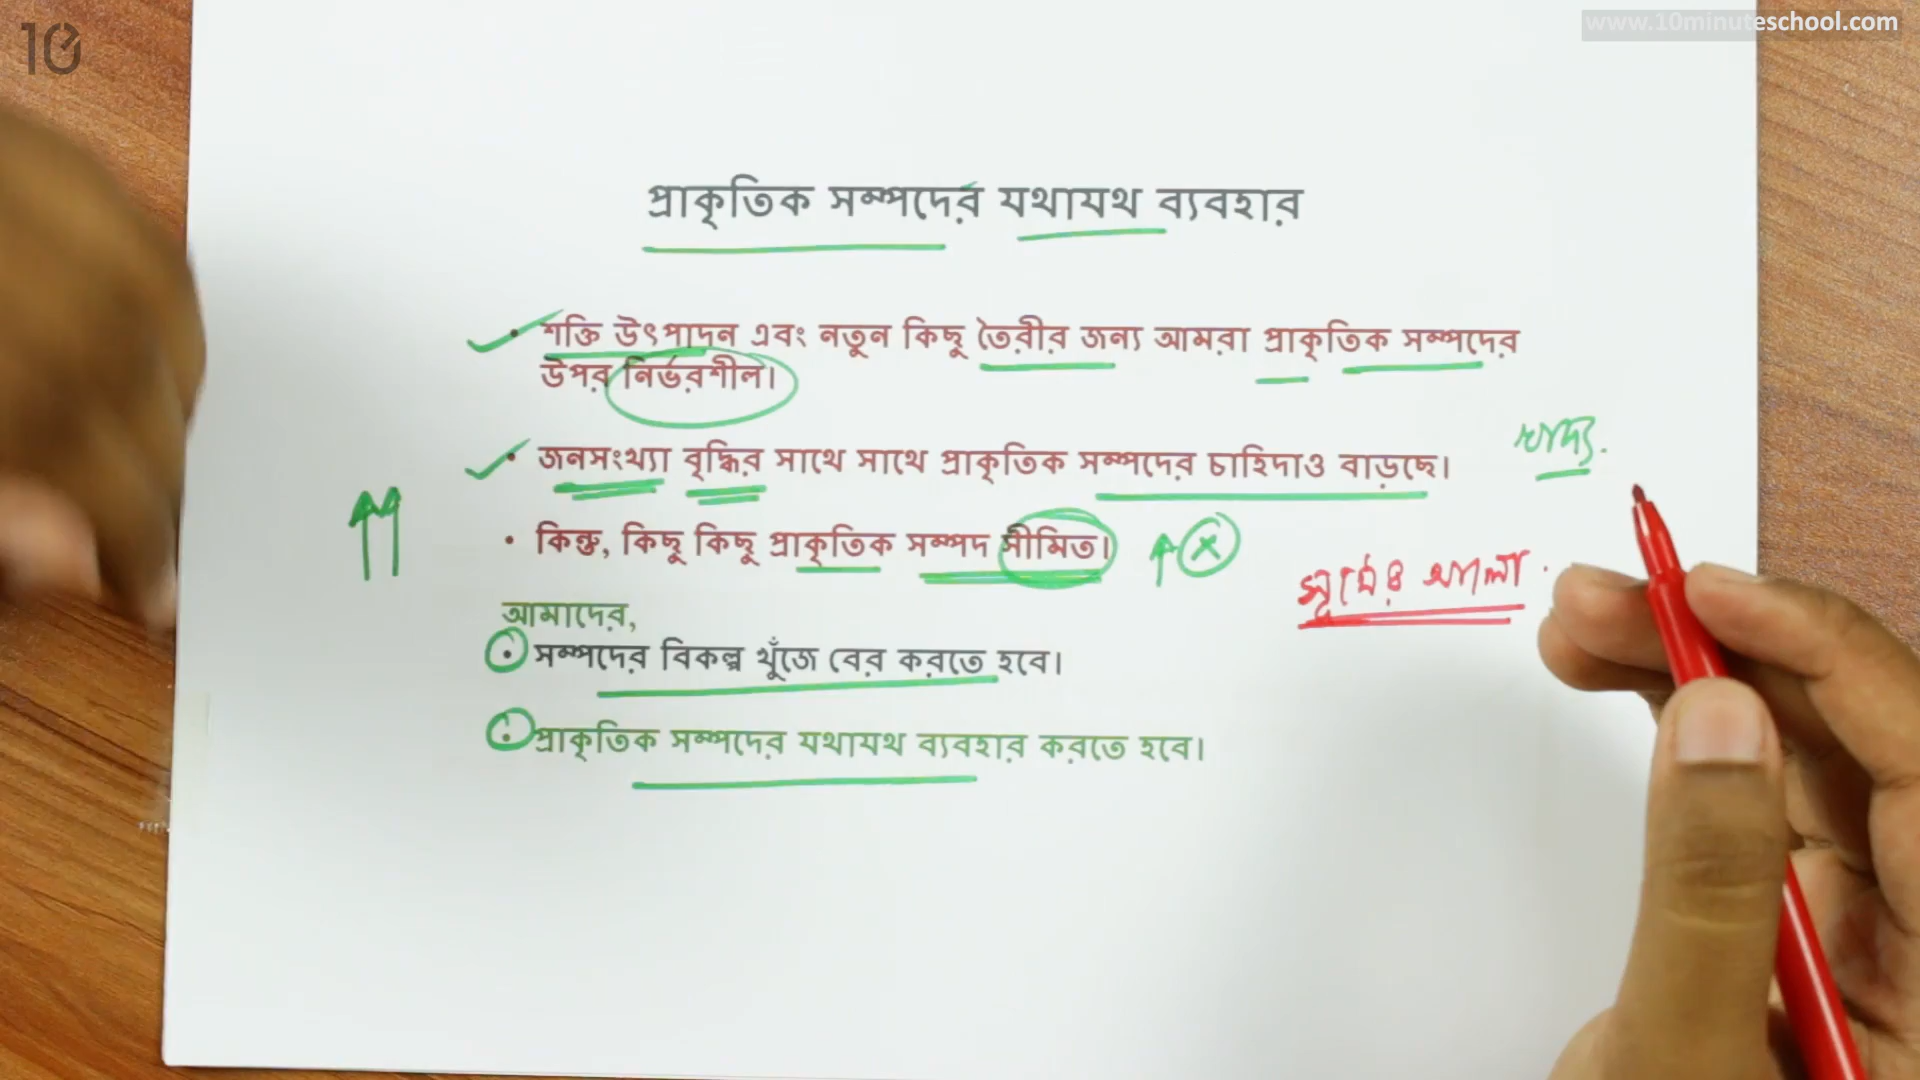 10
www.10minuteschool.com
প্রাকৃতিক সম্পদের যথাযথ ব্যবহার
• শক্তি উৎপাদন এবং নতুন কিছু তৈরীর জন্য আমরা প্রাকৃতিক সম্পদের
উপর নির্ভরশীল।
• জনসংখ্যা বৃদ্ধির সাথে সাথে প্রাকৃতিক সম্পদের চাহিদাও বাড়ছে।
খাদ্য.
• কিন্তু, কিছু কিছু প্রাকৃতিক সম্পদ সীমিত।
সূর্যের আলো.
আমাদের,
• সম্পদের বিকল্প খুঁজে বের করতে হবে।
• প্রাকৃতিক সম্পদের যথাযথ ব্যবহার করতে হবে।